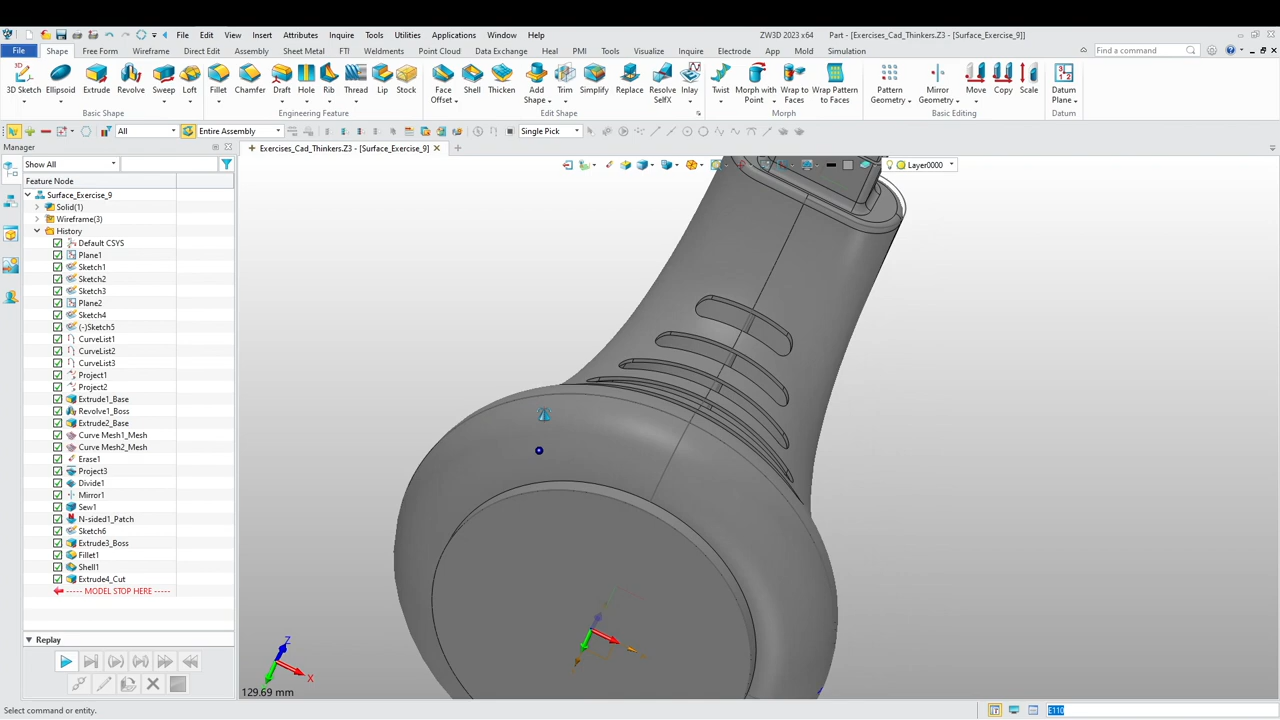 File Edit View Insert Attributes Inquire Tools Utilities Applications Window Help
ZW3D 2023 x64
Part - [Exercises_Cad_Thinkers.Z3 - [Surface_Exercise_9]]
File Shape Free Form Wireframe Direct Edit Assembly Sheet Metal FTI Weldments Point Cloud Data Exchange Heal PMI Tools Visualize Inquire Electrode App Mold Simulation
Find a command
3D Sketch Ellipsoid Extrude Revolve Sweep Loft
Fillet Chamfer Draft Hole Rib Thread Lip Stock
Face Offset Shell Thicken Add Shape Trim Simplify Replace Resolve SelfX Inlay
Twist Morph with Point Wrap to Faces Wrap Pattern to Faces
Pattern Geometry Mirror Geometry Move Copy Scale
Datum Plane
Basic Shape Engineering Feature Edit Shape Morph Basic Editing Datum
All Entire Assembly Single Pick
Manager
Exercises_Cad_Thinkers.Z3 - [Surface_Exercise_9]
Show All
Layer0000
Feature Node
Surface_Exercise_9
Solid(1)
Wireframe(3)
History
Default CSYS
Plane1
Sketch1
Sketch2
Sketch3
Plane2
Sketch4
(-)Sketch5
CurveList1
CurveList2
CurveList3
Project1
Project2
Extrude1_Base
Revolve1_Boss
Extrude2_Base
Curve Mesh1_Mesh
Curve Mesh2_Mesh
Erase1
Project3
Divide1
Mirror1
Sew1
N-sided1_Patch
Sketch6
Extrude3_Boss
Fillet1
Shell1
Extrude4_Cut
----- MODEL STOP HERE -----
Replay
Z
X
129.69 mm
Select command or entity.
E110